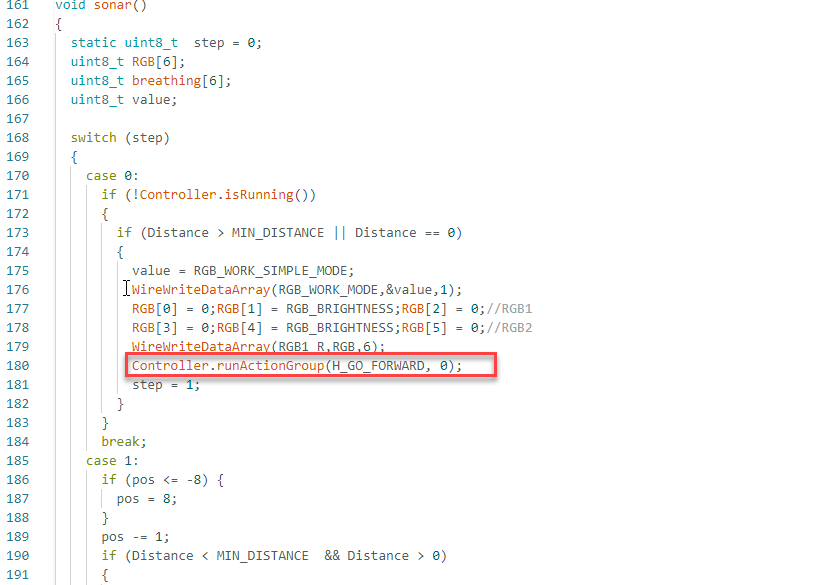 161 void sonar()
162 {
163 static uint8_t  step = 0;
164 uint8_t RGB[6];
165 uint8_t breathing[6];
166 uint8_t value;
167
168 switch (step)
169 {
170 case 0:
171 if (!Controller.isRunning())
172 {
173 if (Distance > MIN_DISTANCE || Distance == 0)
174 {
175 value = RGB_WORK_SIMPLE_MODE;
176 WireWriteDataArray(RGB_WORK_MODE,&value,1);
177 RGB[0] = 0;RGB[1] = RGB_BRIGHTNESS;RGB[2] = 0;//RGB1
178 RGB[3] = 0;RGB[4] = RGB_BRIGHTNESS;RGB[5] = 0;//RGB2
179 WireWriteDataArray(RGB1_R,RGB,6);
180 Controller.runActionGroup(H_GO_FORWARD, 0);
181 step = 1;
182 }
183 }
184 break;
185 case 1:
186 if (pos <= -8) {
187 pos = 8;
188 }
189 pos -= 1;
190 if (Distance < MIN_DISTANCE  && Distance > 0)
191 {